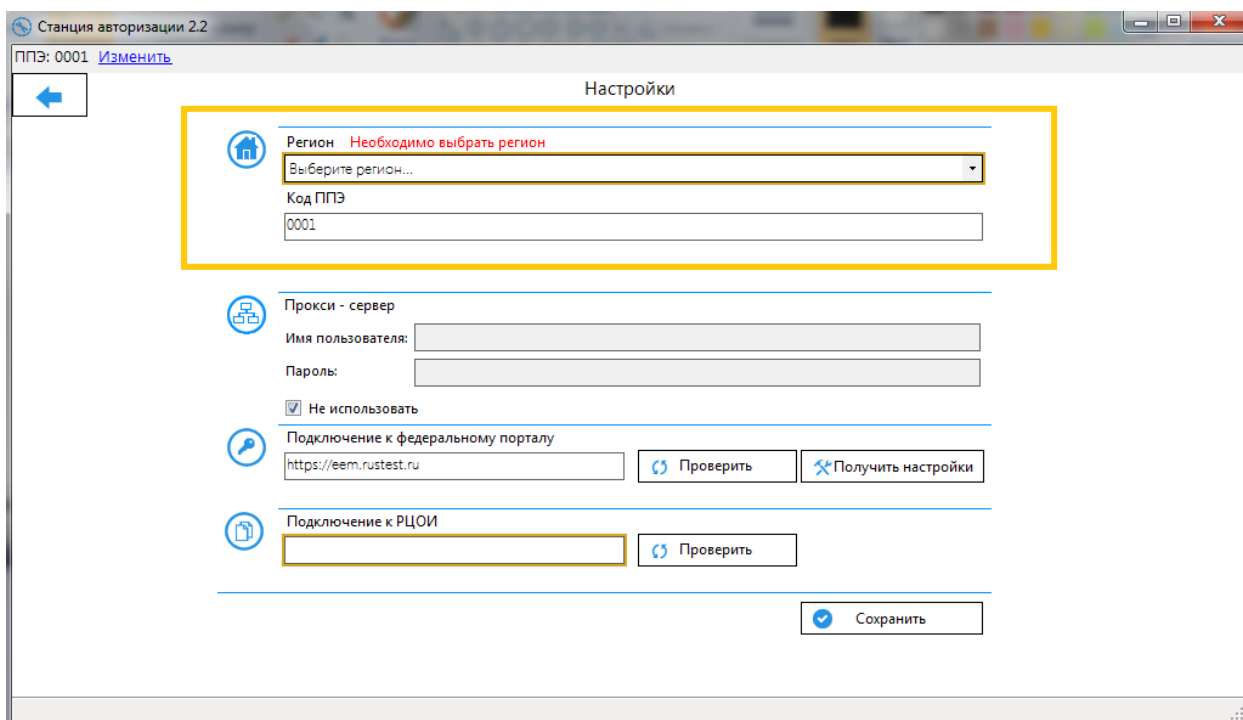 Станция авторизации 2.2
ППЭ: 0001 Изменить
Настройки
Регион Необходимо выбрать регион
Выберите регион...
Код ППЭ
0001
Прокси - сервер
Имя пользователя:
Пароль:
Не использовать
Подключение к федеральному порталу
https://eem.rustest.ru Проверить Получить настройки
Подключение к РЦОИ
Проверить
Сохранить